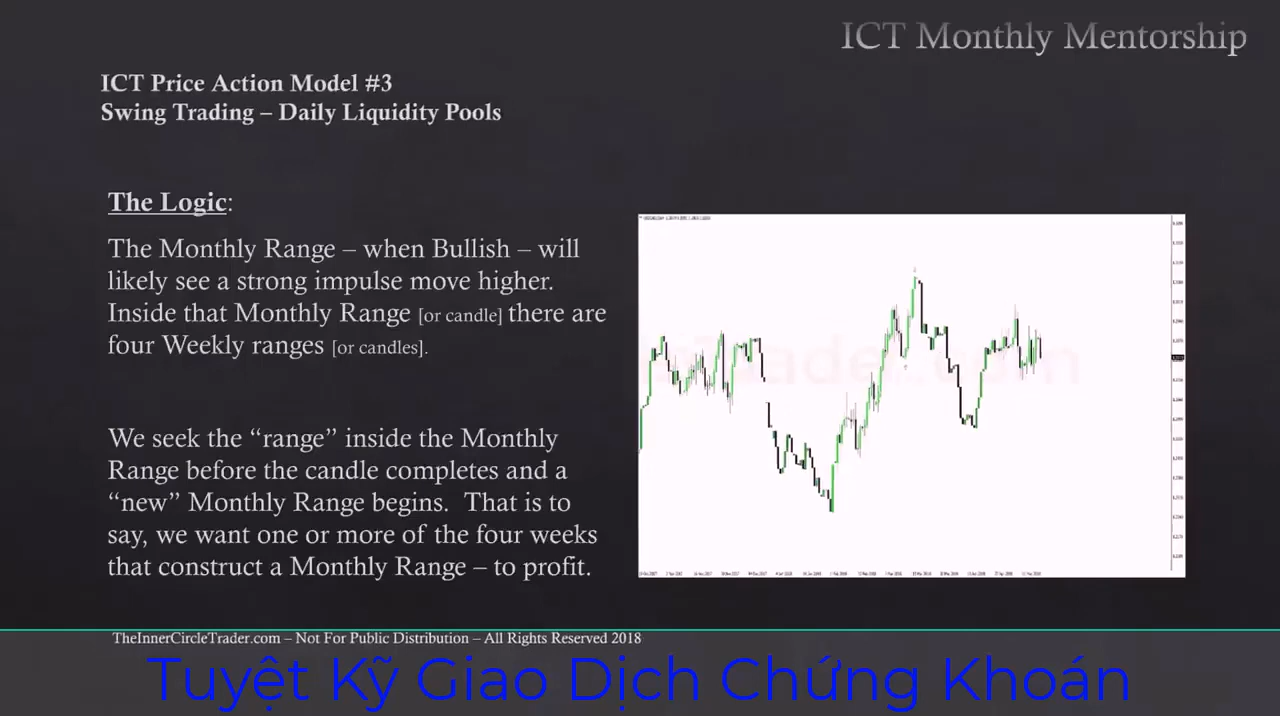 ICT Monthly Mentorship
ICT Price Action Model #3
Swing Trading – Daily Liquidity Pools
The Logic:
The Monthly Range – when Bullish – will
likely see a strong impulse move higher.
Inside that Monthly Range [or candle] there are
four Weekly ranges [or candles].
We seek the “range” inside the Monthly
Range before the candle completes and a
“new” Monthly Range begins. That is to
say, we want one or more of the four weeks
that construct a Monthly Range – to profit.
TheInnerCircleTrader.com – Not For Public Distribution – All Rights Reserved 2018
Tuyệt Kỹ Giao Dịch Chứng Khoán